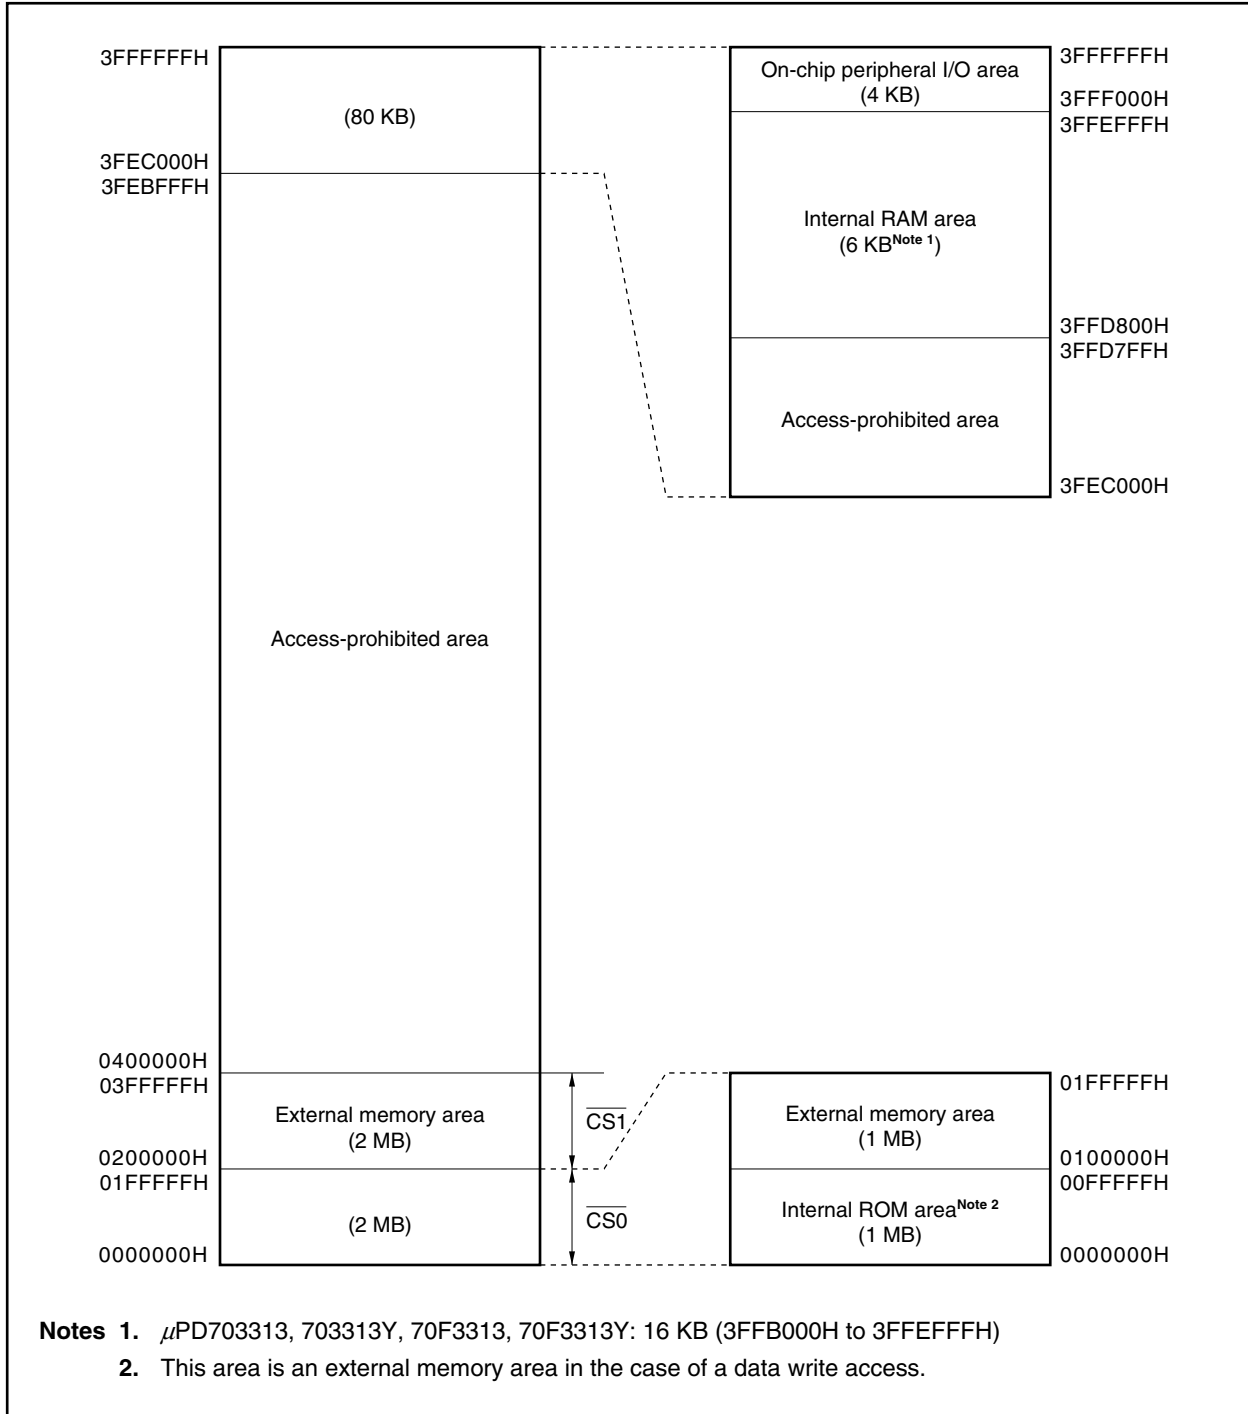 3FFFFFFH
(80 KB)
3FEC000H
3FEBFFFH
Access-prohibited area
0400000H
03FFFFFH
External memory area
(2 MB)
CS1
0200000H
01FFFFFH
(2 MB)
CS0
0000000H
On-chip peripheral I/O area
(4 KB)
3FFFFFFH
3FFF000H
3FFEFFFH
Internal RAM area
(6 KBNote 1)
3FFD800H
3FFD7FFH
Access-prohibited area
3FEC000H
01FFFFFH
External memory area
(1 MB)
0100000H
00FFFFFH
Internal ROM areaNote 2
(1 MB)
0000000H
Notes 1. μPD703313, 703313Y, 70F3313, 70F3313Y: 16 KB (3FFB000H to 3FFEFFFH)
2. This area is an external memory area in the case of a data write access.